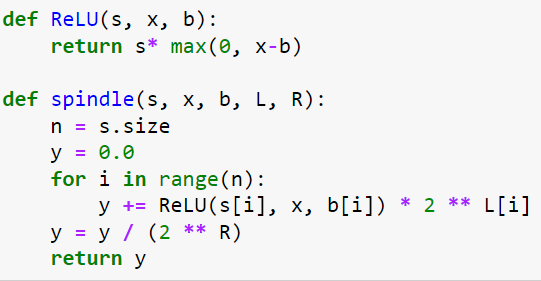 def ReLU(s, x, b):
    return s* max(0, x-b)

def spindle(s, x, b, L, R):
    n = s.size
    y = 0.0
    for i in range(n):
        y += ReLU(s[i], x, b[i]) * 2 ** L[i]
    y = y / (2 ** R)
    return y